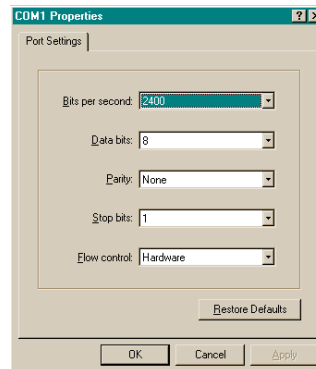 COM1 Properties
Port Settings
Bits per second: 2400
Data bits: 8
Parity: None
Stop bits: 1
Flow control: Hardware
Restore Defaults
OK Cancel Apply